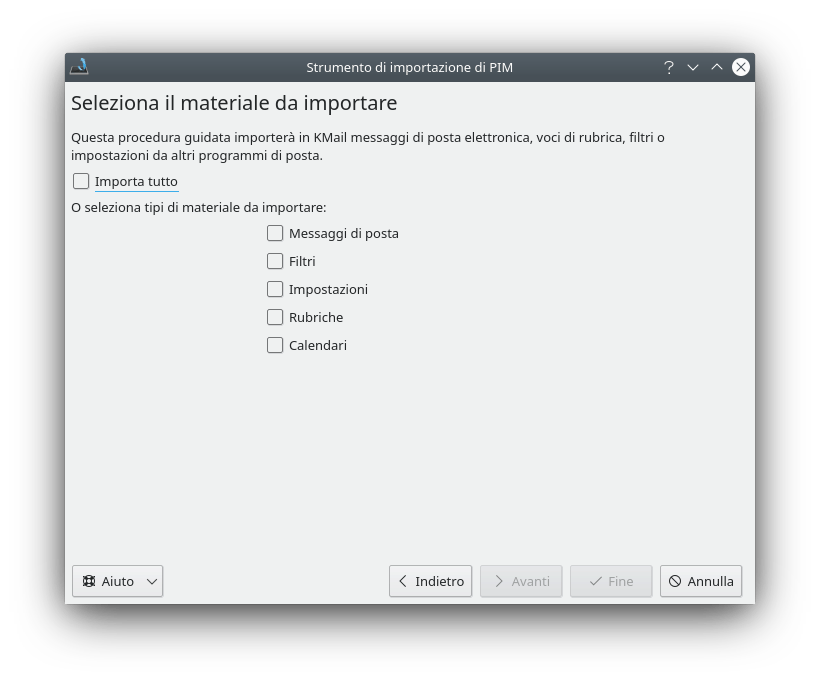 Strumento di importazione di PIM
Seleziona il materiale da importare
Questa procedura guidata importerà in KMail messaggi di posta elettronica, voci di rubrica, filtri o
impostazioni da altri programmi di posta.
Importa tutto
O seleziona tipi di materiale da importare:
Messaggi di posta
Filtri
Impostazioni
Rubriche
Calendari
Aiuto Indietro Avanti Fine Annulla